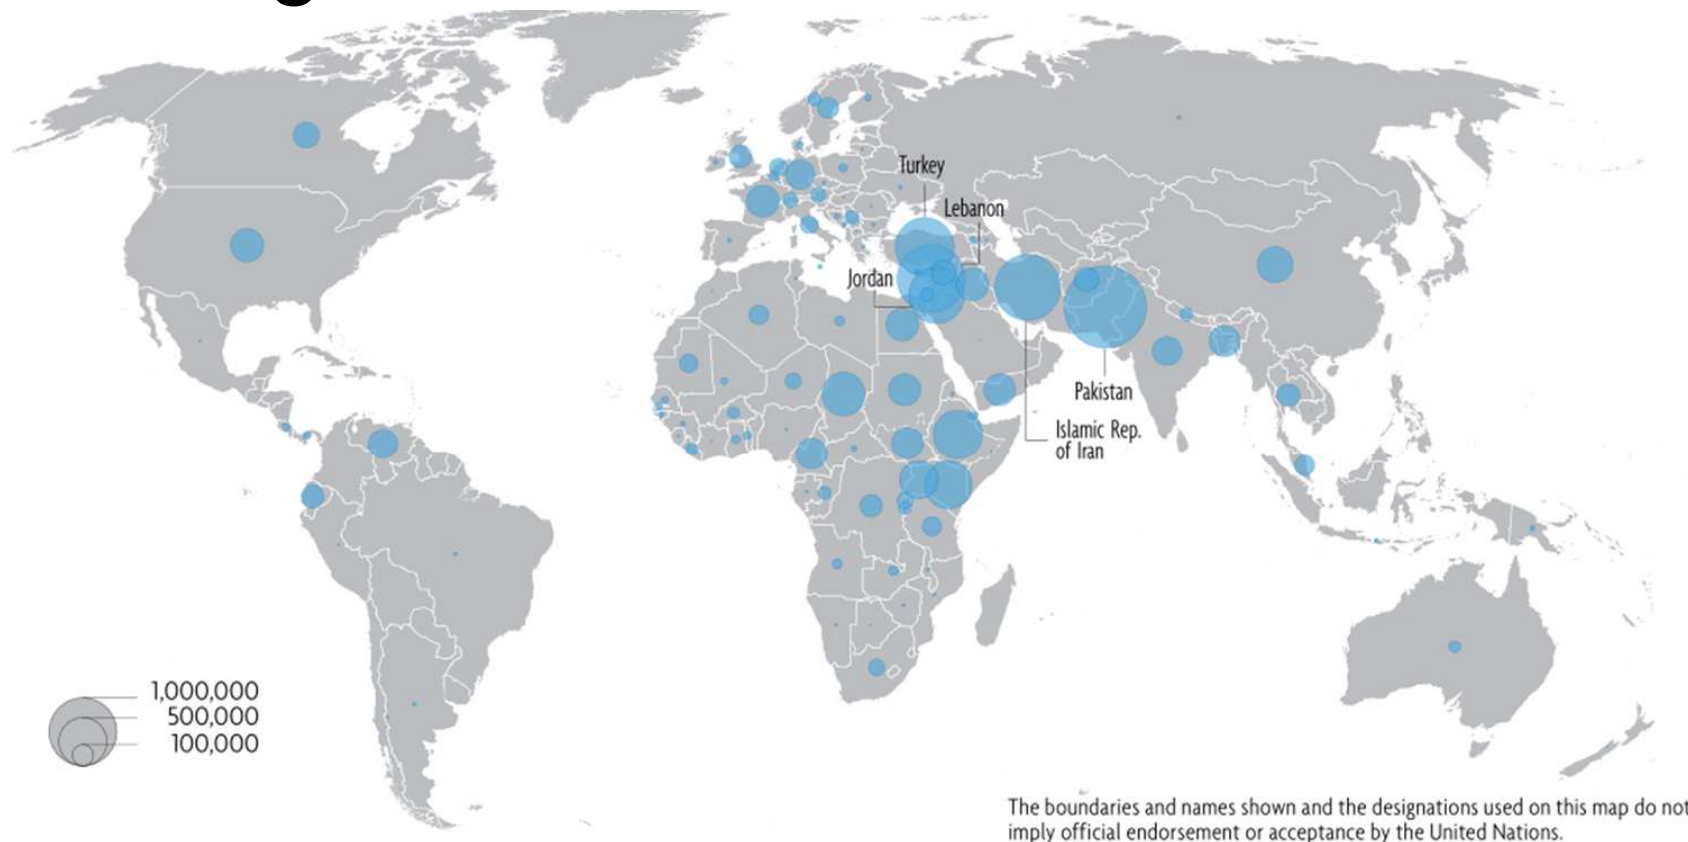 Turkey
Lebanon
Jordan
Pakistan
Islamic Rep.
of Iran
1,000,000
500,000
100,000
The boundaries and names shown and the designations used on this map do not
imply official endorsement or acceptance by the United Nations.